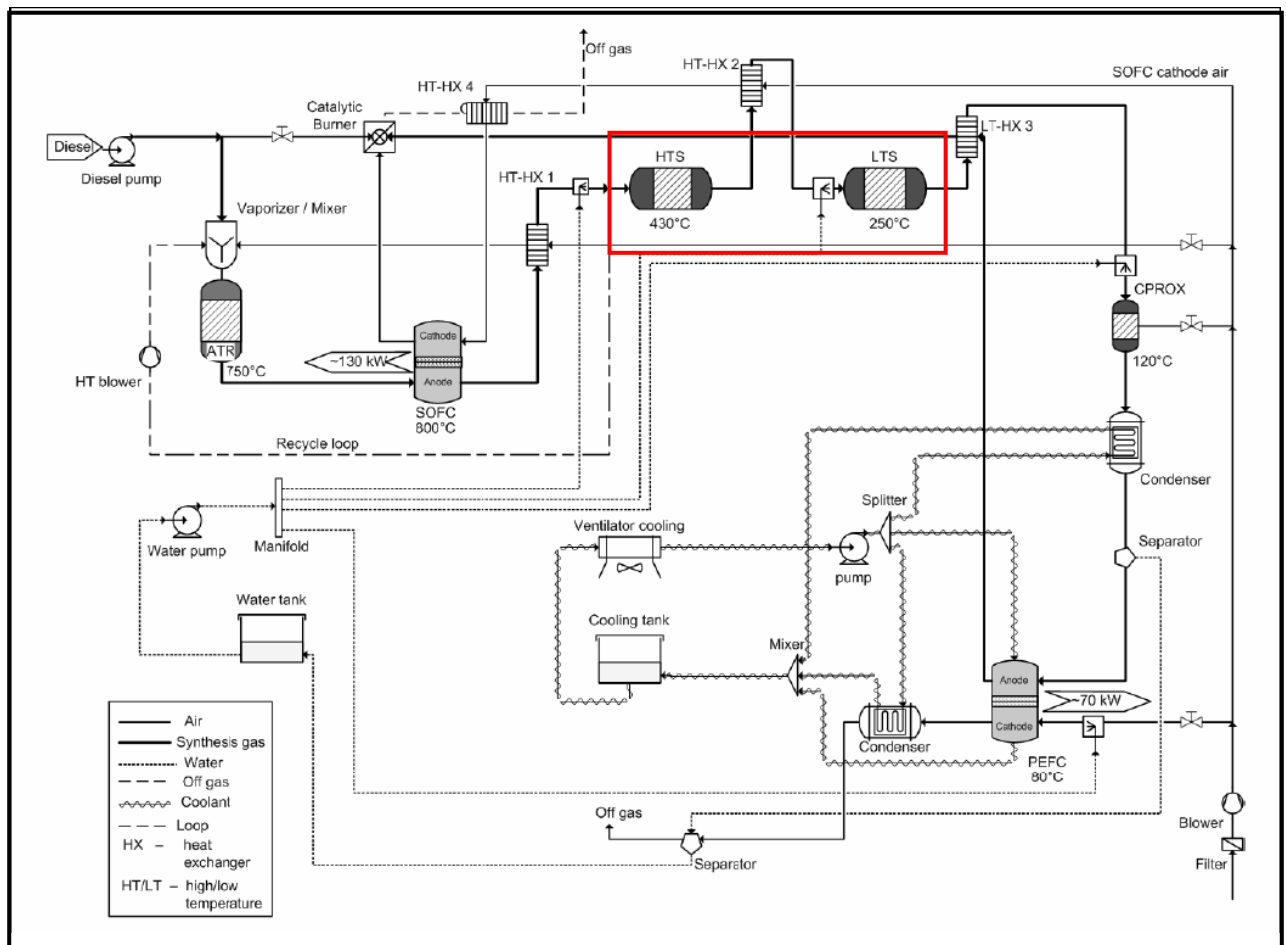 Off gas
HT-HX 2
HT-HX 4
SOFC cathode air
Catalytic
Burner
Diesel
Diesel pump
LT-HX 3
HTS
LTS
HT-HX 1
Vaporizer / Mixer
430°C
250°C
CPROX
ATR
750°C
Cathode
~130 kW
Anode
120°C
HT blower
SOFC
800°C
Recycle loop
Condenser
Splitter
Ventilator cooling
Water pump
Manifold
pump
Separator
Water tank
Cooling tank
Mixer
Anode
~70 kW
Cathode
Condenser
PEFC
80°C
Off gas
Separator
Blower
Filter
Air
Synthesis gas
Water
Off gas
Coolant
Loop
HX – heat
exchanger
HT/LT – high/low
temperature